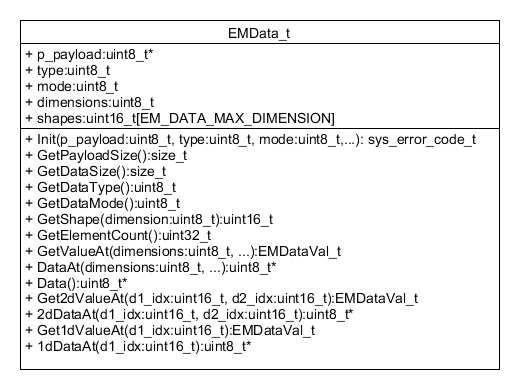 EMData_t
+ p_payload:uint8_t*
+ type:uint8_t
+ mode:uint8_t
+ dimensions:uint8_t
+ shapes:uint16_t[EM_DATA_MAX_DIMENSION]
+ Init(p_payload:uint8_t, type:uint8_t, mode:uint8_t,...): sys_error_code_t
+ GetPayloadSize():size_t
+ GetDataSize():size_t
+ GetDataType():uint8_t
+ GetDataMode():uint8_t
+ GetShape(dimension:uint8_t):uint16_t
+ GetElementCount():uint32_t
+ GetValueAt(dimensions:uint8_t, ...):EMDataVal_t
+ DataAt(dimensions:uint8_t, ...):uint8_t*
+ Data():uint8_t*
+ Get2dValueAt(d1_idx:uint16_t, d2_idx:uint16_t):EMDataVal_t
+ 2dDataAt(d1_idx:uint16_t, d2_idx:uint16_t):uint8_t*
+ Get1dValueAt(d1_idx:uint16_t):EMDataVal_t
+ 1dDataAt(d1_idx:uint16_t):uint8_t*